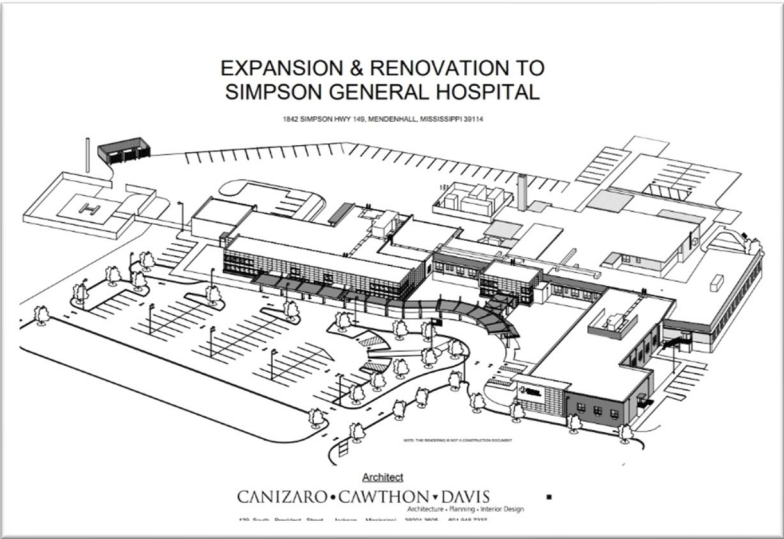 EXPANSION & RENOVATION TO
SIMPSON GENERAL HOSPITAL
1842 SIMPSON HWY 149, MENDENHALL, MISSISSIPPI 39114
H
NOTE: THIS RENDERING IS NOT A CONSTRUCTION DOCUMENT
Architect
CANIZARO • CAWTHON ▾ DAVIS
Architecture • Planning • Interior Design